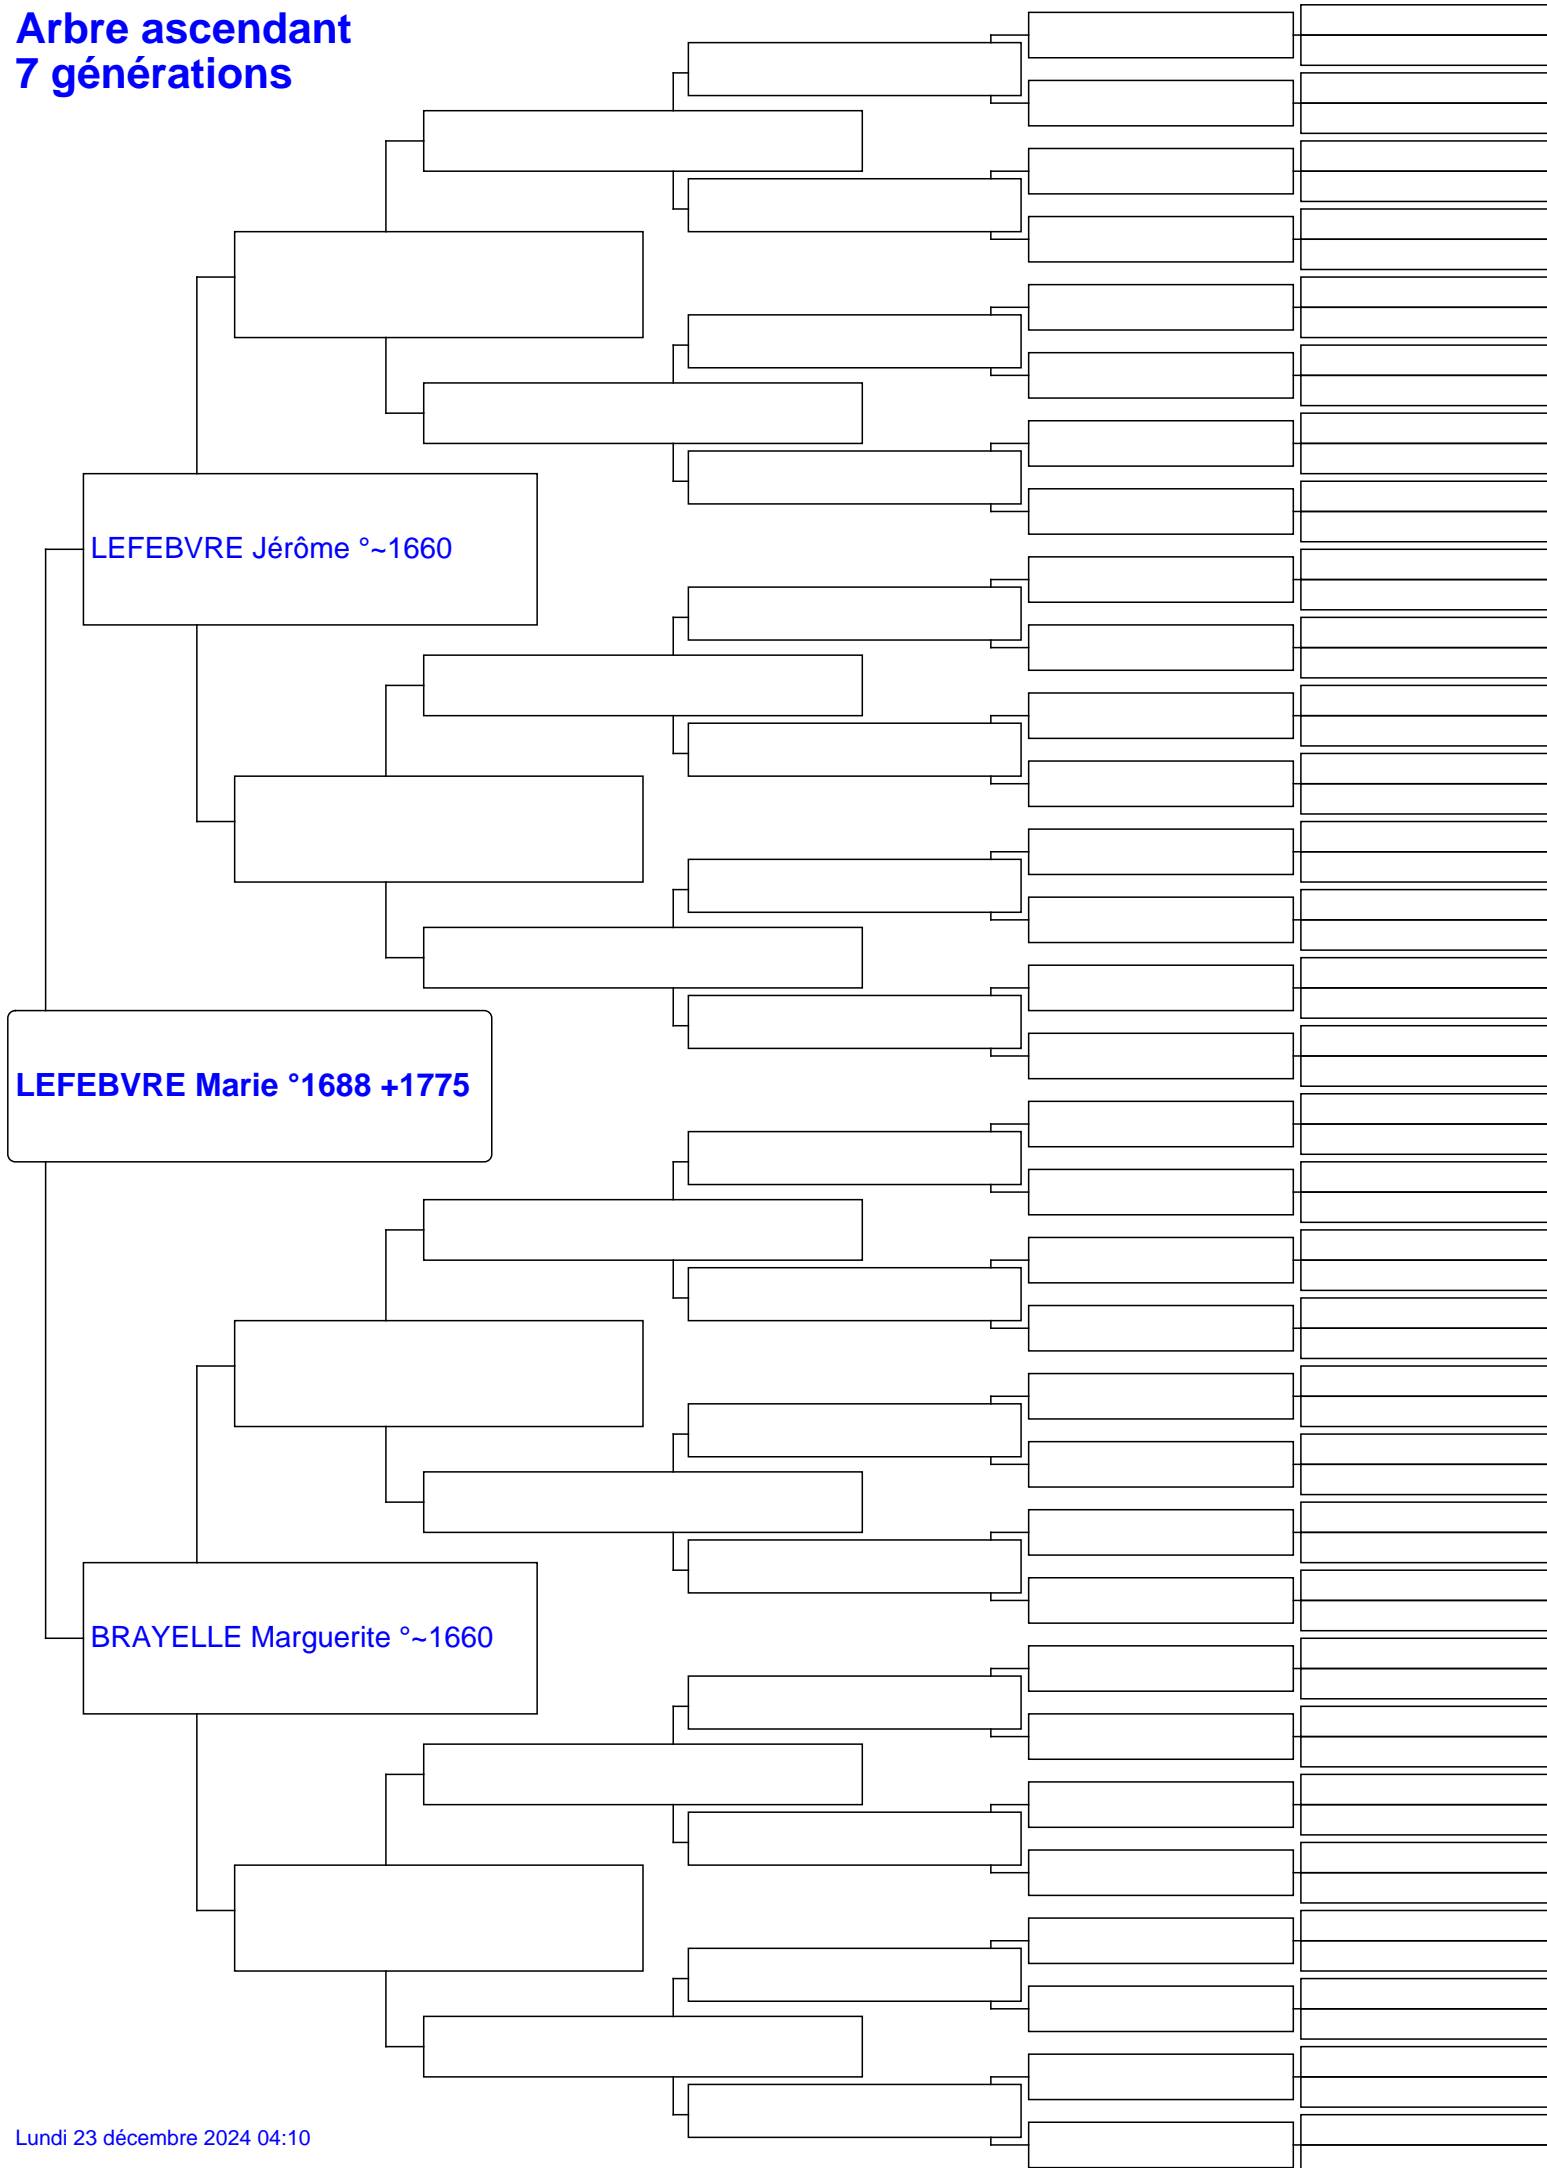 Arbre ascendant
7 générations
LEFEBVRE Jérôme °~1660
LEFEBVRE Marie °1688 +1775
BRAYELLE Marguerite °~1660
Lundi 23 décembre 2024 04:10